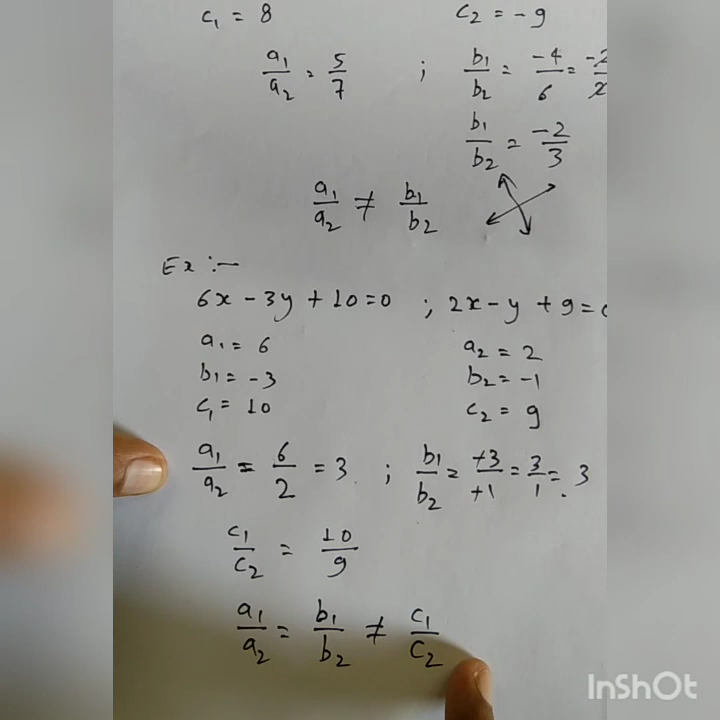 c₁ = 8 c₂ = -9
a₁/a₂ = 5/7 ; b₁/b₂ = -4/6 = -2/
b₁/b₂ = -2/3
a₁/a₂ ≠ b₁/b₂
Ex :-
6x - 3y + 10 = 0 ; 2x - y + 9 =
a₁ = 6 a₂ = 2
b₁ = -3 b₂ = -1
c₁ = 10 c₂ = 9
a₁/a₂ = 6/2 = 3 ; b₁/b₂ = +3/+1 = 3/1 = 3
c₁/c₂ = 10/9
a₁/a₂ = b₁/b₂ ≠ c₁/c₂
InShOt